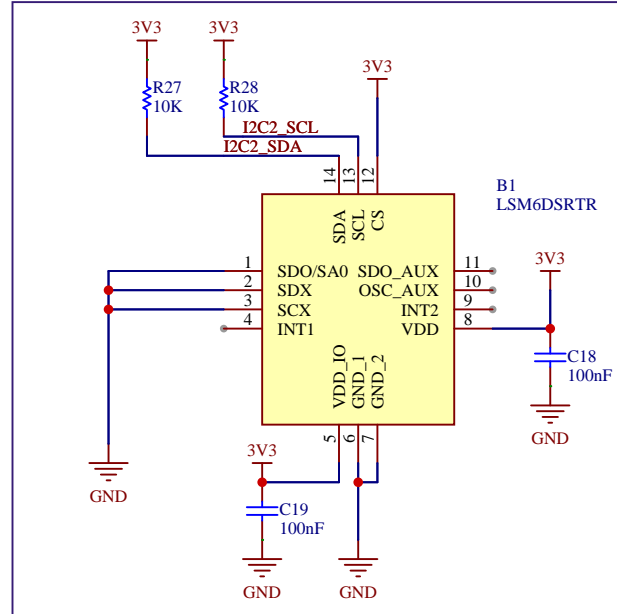 3V3
3V3
3V3
R27
10K
R28
10K
I2C2_SCL
I2C2_SDA
14
13
12
B1
LSM6DSRTR
SDA
SCL
CS
1
SDO/SA0
SDO_AUX
11
2
SDX
OSC_AUX
10
3
SCX
INT2
9
4
INT1
VDD
8
3V3
VDD_IO
GND_1
GND_2
C18
100nF
5
6
7
GND
3V3
GND
C19
100nF
GND
GND